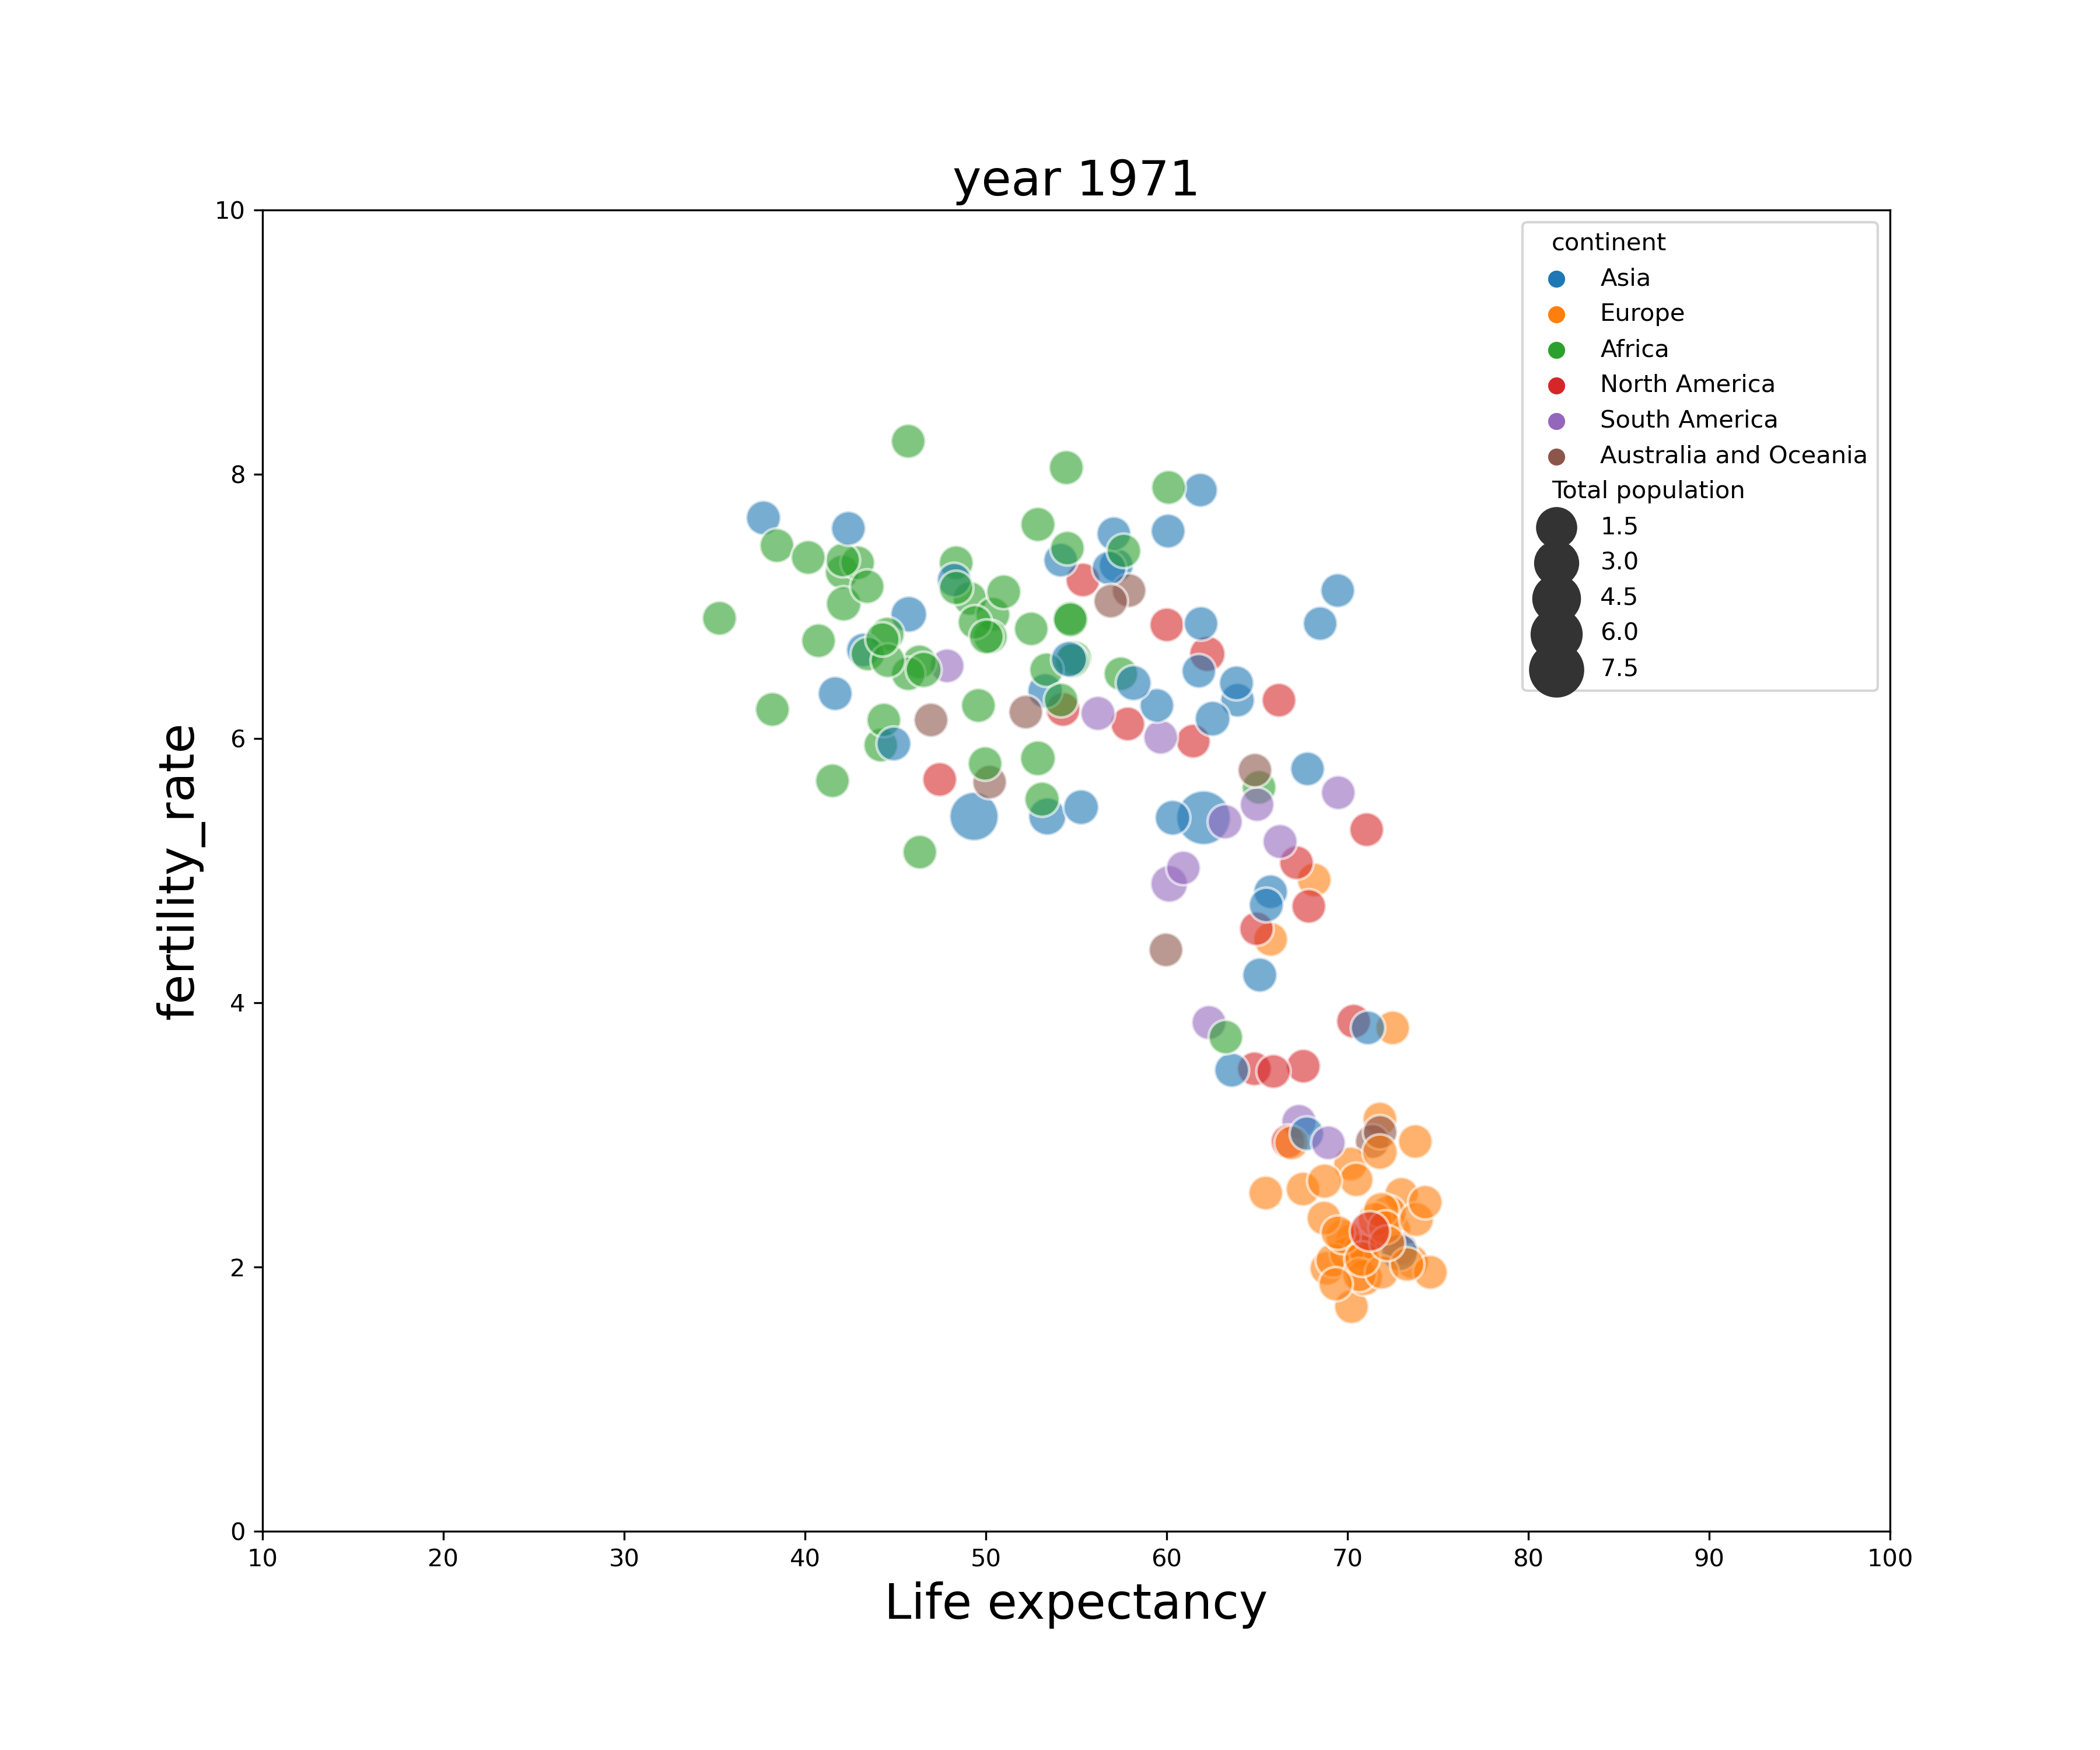 year 1971
10
8
6
4
2
0
fertility_rate
10 20 30 40 50 60 70 80 90 100
Life expectancy
continent
Asia
Europe
Africa
North America
South America
Australia and Oceania
Total population
1.5
3.0
4.5
6.0
7.5